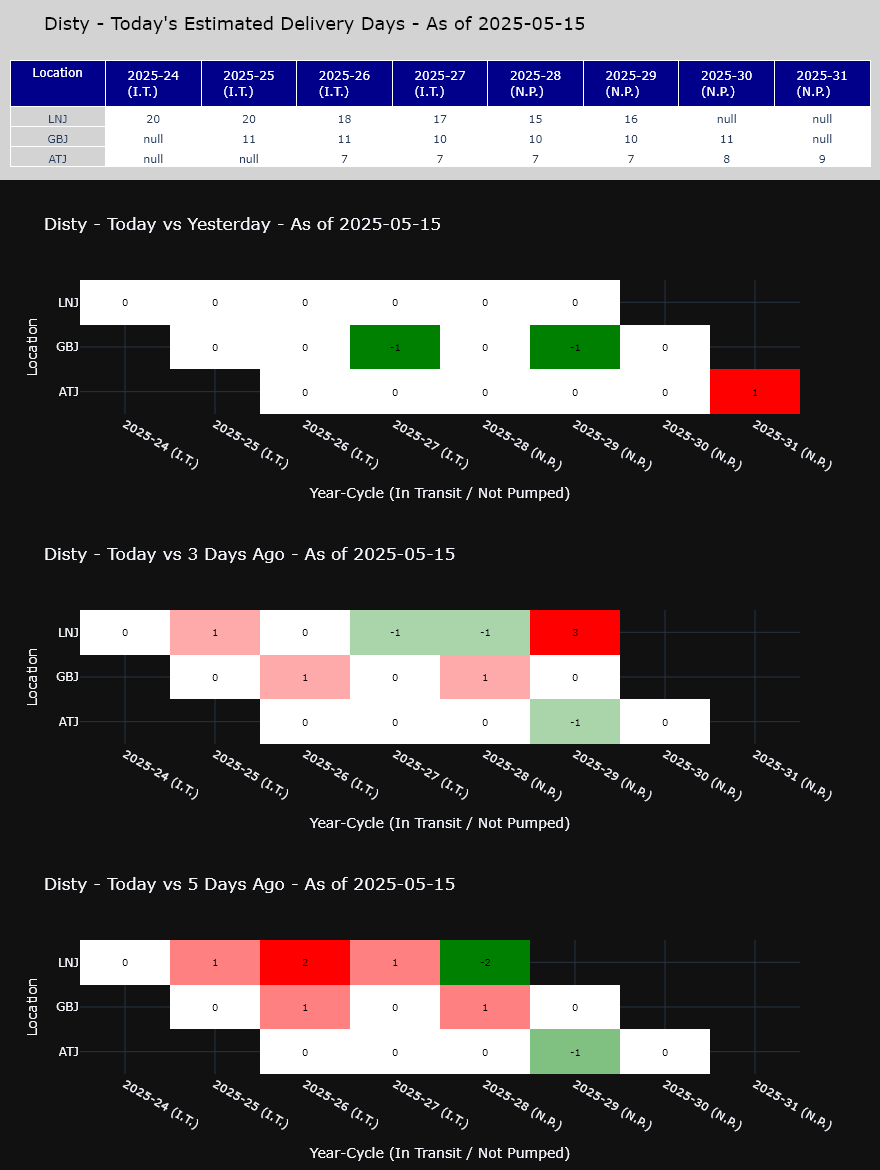 Disty - Today's Estimated Delivery Days - As of 2025-05-15
Location 2025-24 (I.T.) 2025-25 (I.T.) 2025-26 (I.T.) 2025-27 (I.T.) 2025-28 (N.P.) 2025-29 (N.P.) 2025-30 (N.P.) 2025-31 (N.P.)
LNJ 20 20 18 17 15 16 null null
GBJ null 11 11 10 10 10 11 null
ATJ null null 7 7 7 7 8 9
Disty - Today vs Yesterday - As of 2025-05-15
Location
LNJ 0 0 0 0 0 0
GBJ 0 0 -1 0 -1 0
ATJ 0 0 0 0 0 1
2025-24 (I.T.) 2025-25 (I.T.) 2025-26 (I.T.) 2025-27 (I.T.) 2025-28 (N.P.) 2025-29 (N.P.) 2025-30 (N.P.) 2025-31 (N.P.)
Year-Cycle (In Transit / Not Pumped)
Disty - Today vs 3 Days Ago - As of 2025-05-15
Location
LNJ 0 1 0 -1 -1 3
GBJ 0 1 0 1 0
ATJ 0 0 0 -1 0
2025-24 (I.T.) 2025-25 (I.T.) 2025-26 (I.T.) 2025-27 (I.T.) 2025-28 (N.P.) 2025-29 (N.P.) 2025-30 (N.P.) 2025-31 (N.P.)
Year-Cycle (In Transit / Not Pumped)
Disty - Today vs 5 Days Ago - As of 2025-05-15
Location
LNJ 0 1 2 1 -2
GBJ 0 1 0 1 0
ATJ 0 0 0 -1 0
2025-24 (I.T.) 2025-25 (I.T.) 2025-26 (I.T.) 2025-27 (I.T.) 2025-28 (N.P.) 2025-29 (N.P.) 2025-30 (N.P.) 2025-31 (N.P.)
Year-Cycle (In Transit / Not Pumped)